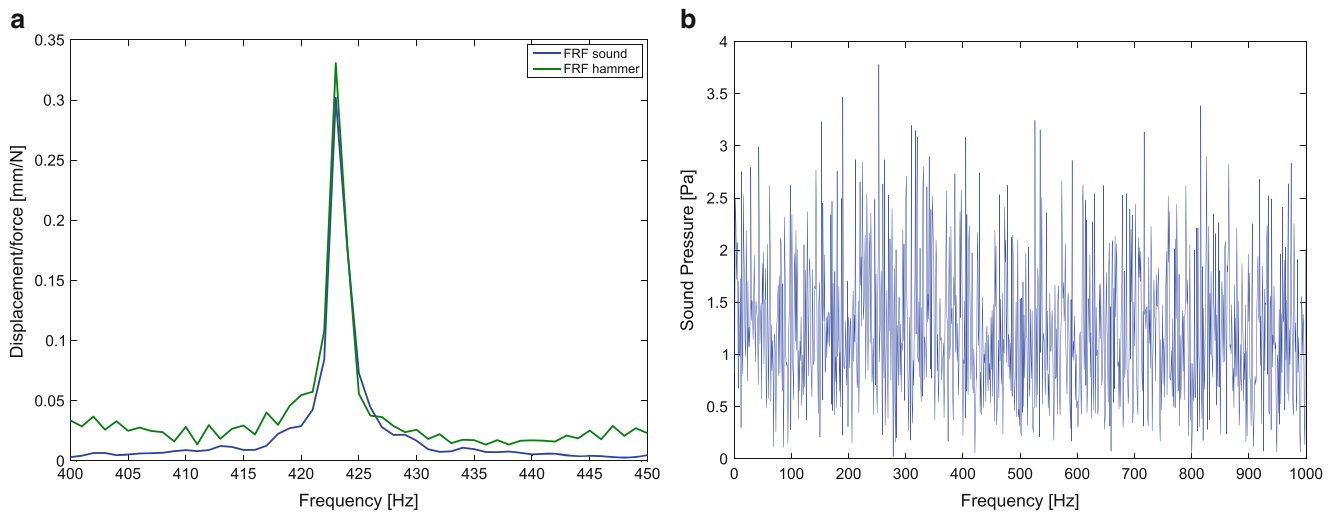 a
0.35
0.3
0.25
0.2
0.15
0.1
0.05
0
Displacement/force [mm/N]
FRF sound
FRF hammer
400 405 410 415 420 425 430 435 440 445 450
Frequency [Hz]
b
4
3.5
3
2.5
2
1.5
1
0.5
0
Sound Pressure [Pa]
0 100 200 300 400 500 600 700 800 900 1000
Frequency [Hz]